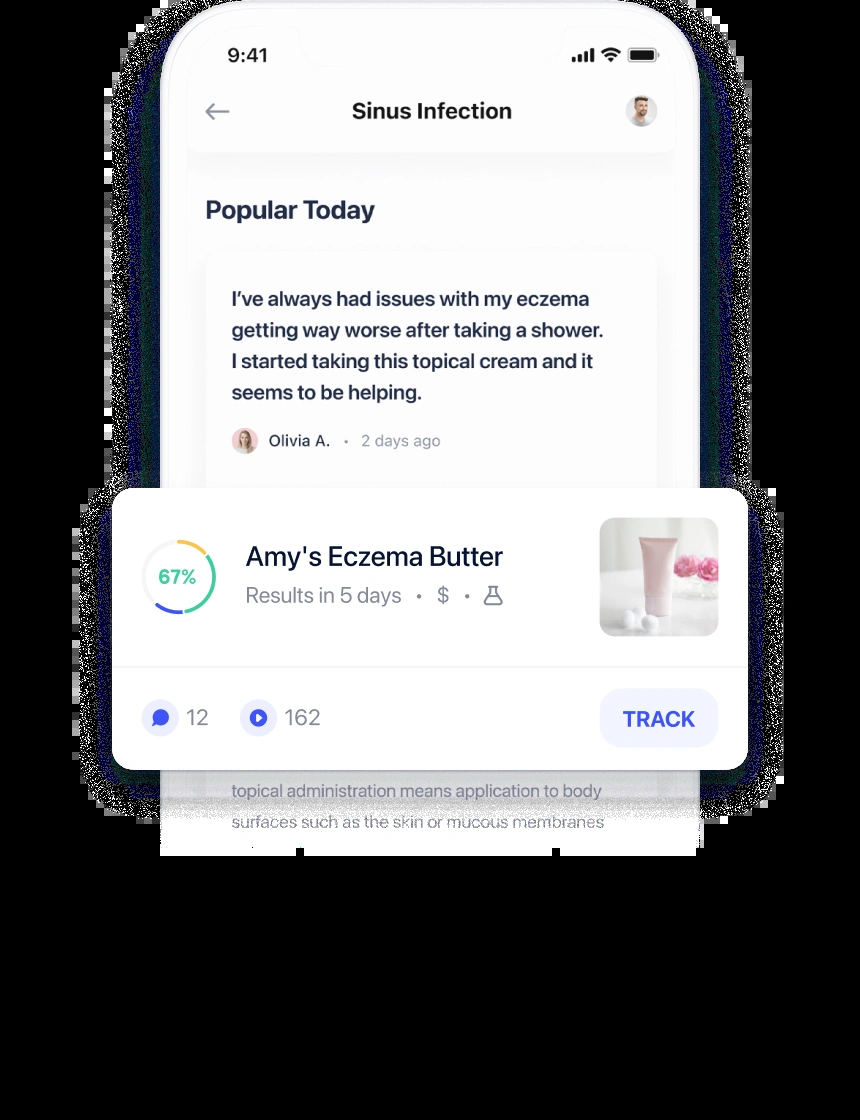 9:41
Sinus Infection
Popular Today
I’ve always had issues with my eczema
getting way worse after taking a shower.
I started taking this topical cream and it
seems to be helping.
Olivia A. • 2 days ago
67%
Amy's Eczema Butter
Results in 5 days • $ •
12 162
TRACK
topical administration means application to body
surfaces such as the skin or mucous membranes